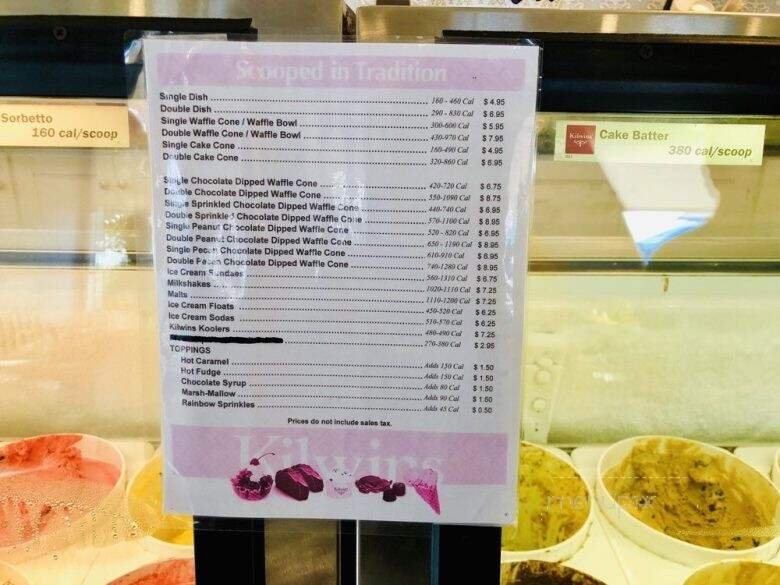 Scooped in Tradition
Single Dish 160 - 460 Cal $ 4.95
Double Dish 290 - 830 Cal $ 6.95
Single Waffle Cone / Waffle Bowl 300-600 Cal $ 5.95
Double Waffle Cone / Waffle Bowl 430-970 Cal $ 7.95
Single Cake Cone 160-490 Cal $ 4.95
Double Cake Cone 320-860 Cal $ 6.95
Single Chocolate Dipped Waffle Cone 420-720 Cal $ 6.75
Double Chocolate Dipped Waffle Cone 550-1090 Cal $ 8.75
Single Sprinkled Chocolate Dipped Waffle Cone 440-740 Cal $ 6.95
Double Sprinkled Chocolate Dipped Waffle Cone 570-1100 Cal $ 8.95
Single Peanut Chocolate Dipped Waffle Cone 520 - 820 Cal $ 6.95
Double Peanut Chocolate Dipped Waffle Cone 650 - 1190 Cal $ 8.95
Single Pecan Chocolate Dipped Waffle Cone 610-910 Cal $ 6.95
Double Pecan Chocolate Dipped Waffle Cone 740-1280 Cal $ 8.95
Ice Cream Sundaes 360-1310 Cal $ 6.75
Milkshakes 1020-1110 Cal $ 7.25
Malts 1110-1200 Cal $ 7.25
Ice Cream Floats 450-520 Cal $ 6.25
Ice Cream Sodas 510-570 Cal $ 6.25
Kilwins Koolers 480-490 Cal $ 7.25
270-380 Cal $ 2.95
TOPPINGS
Hot Caramel Adds 150 Cal $ 1.50
Hot Fudge Adds 150 Cal $ 1.50
Chocolate Syrup Adds 80 Cal $ 1.50
Marsh-Mallow Adds 90 Cal $ 1.50
Rainbow Sprinkles Adds 45 Cal $ 0.50
Prices do not include sales tax.
Kilwins
Sorbetto
160 cal/scoop
Kilwins
Cake Batter
380 cal/scoop